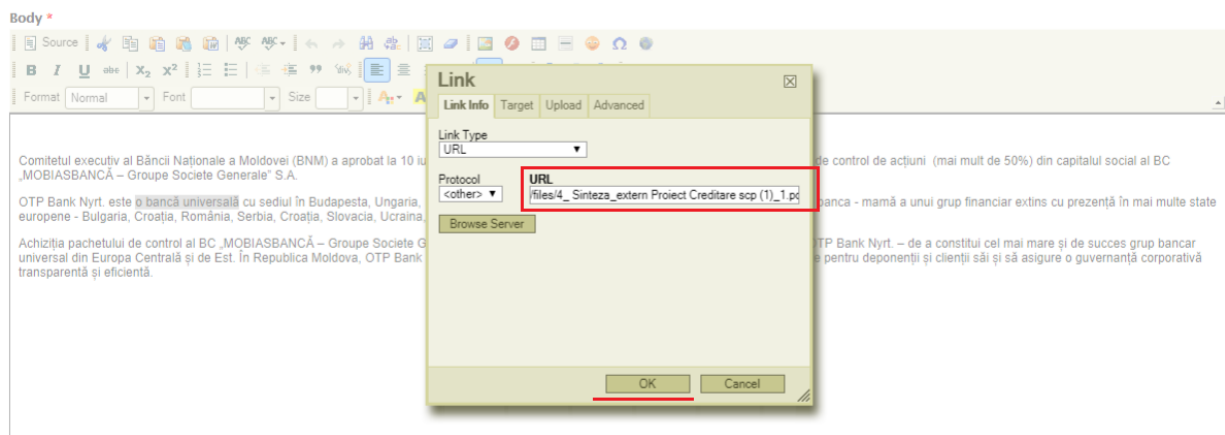 Body *
Source
B I U abc X₂ X²
Format Normal Font Size
Link
Link Info Target Upload Advanced
Link Type
URL
Protocol URL
<other> /files/4_ Sinteza_extern Proiect Creditare scp (1)_1.pd
Browse Server
OK Cancel
Comitetul executiv al Băncii Naționale a Moldovei (BNM) a aprobat la 10 iu
de control de acțiuni (mai mult de 50%) din capitalul social al BC
„MOBIASBANCĂ – Groupe Societe Generale” S.A.
OTP Bank Nyrt. este o bancă universală cu sediul în Budapesta, Ungaria,
banca - mamă a unui grup financiar extins cu prezență în mai multe state
europene - Bulgaria, Croația, România, Serbia, Croația, Slovacia, Ucraina,
Achiziția pachetului de control al BC „MOBIASBANCĂ – Groupe Societe G
OTP Bank Nyrt. – de a constitui cel mai mare și de succes grup bancar
universal din Europa Centrală și de Est. În Republica Moldova, OTP Bank
pentru deponenții și clienții săi și să asigure o guvernanță corporativă
transparentă și eficientă.